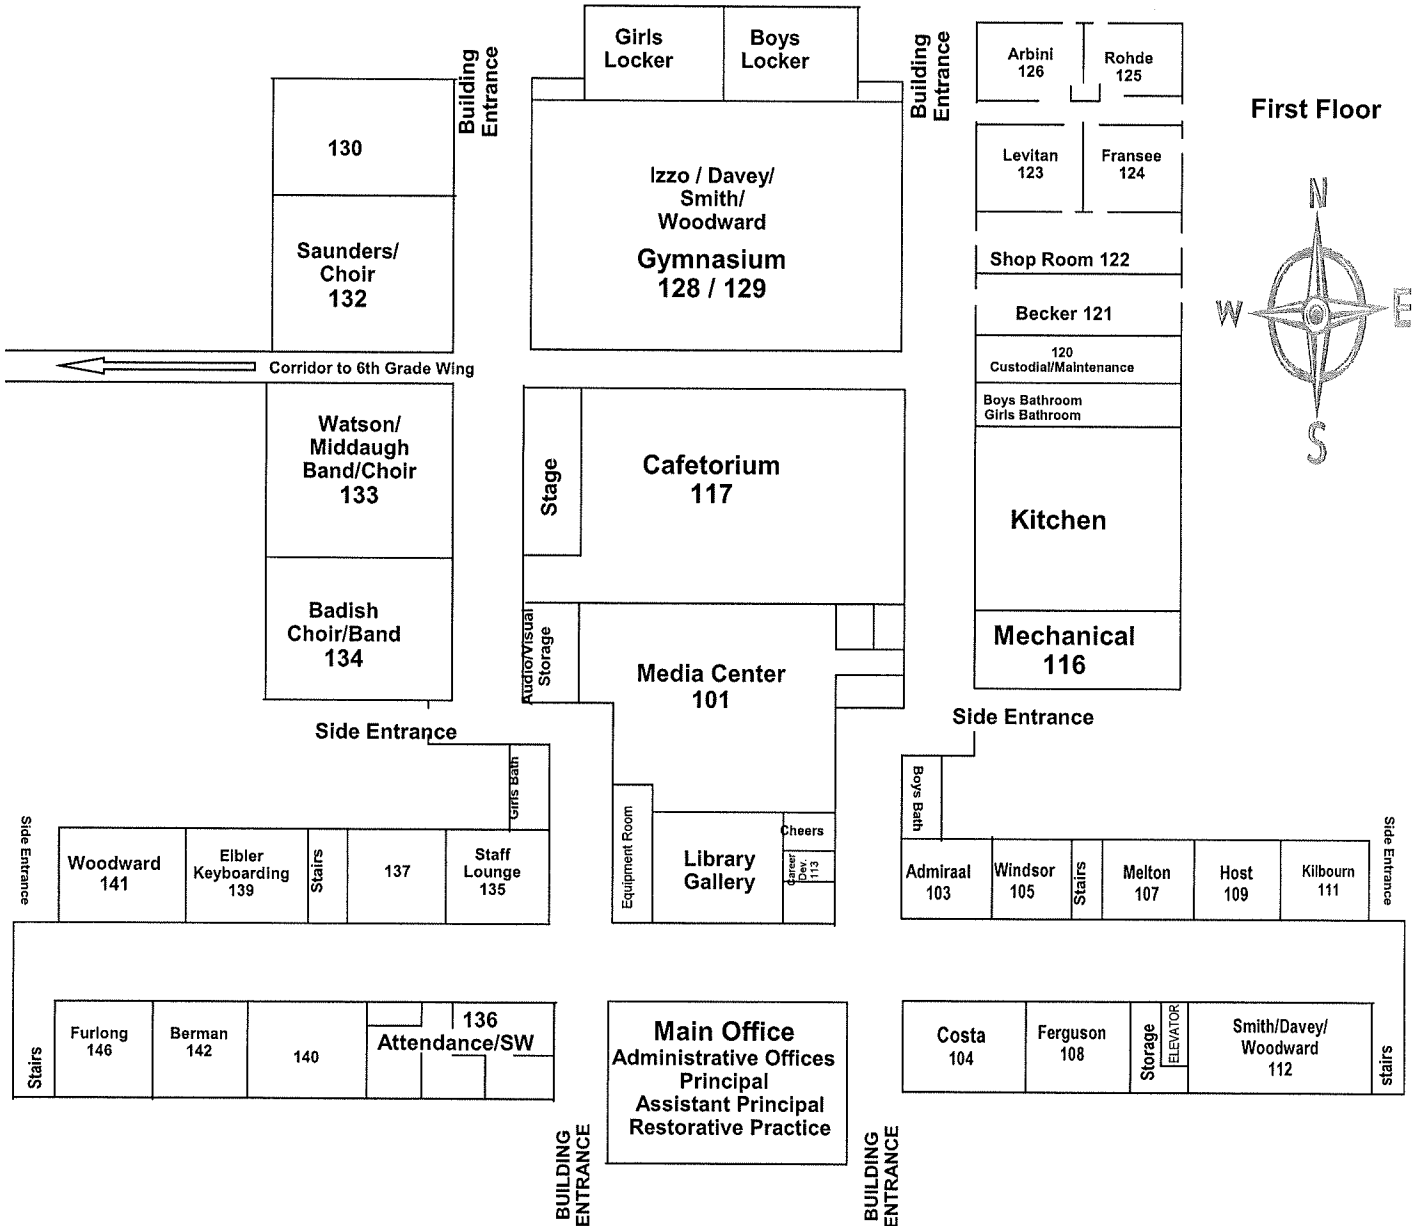 Girls
Locker
Boys
Locker
Building
Entrance
Building
Entrance
Arbini
126
Rohde
125
First Floor
130
Izzo / Davey/
Smith/
Woodward
Gymnasium
128 / 129
Levitan
123
Fransee
124
N
W
E
S
Saunders/
Choir
132
Shop Room 122
Becker 121
120
Custodial/Maintenance
Corridor to 6th Grade Wing
Boys Bathroom
Girls Bathroom
Watson/
Middaugh
Band/Choir
133
Stage
Cafetorium
117
Kitchen
Badish
Choir/Band
134
Audio/Visual
Storage
Media Center
101
Mechanical
116
Side Entrance
Side Entrance
Girls Bath
Boys Bath
Side Entrance
Woodward
141
Elbler
Keyboarding
139
Stairs
137
Staff
Lounge
135
Equipment Room
Library
Gallery
Cheers
Career
Dev.
113
Admiraal
103
Windsor
105
Stairs
Melton
107
Host
109
Kilbourn
111
Side Entrance
Stairs
Furlong
146
Berman
142
140
136
Attendance/SW
Main Office
Administrative Offices
Principal
Assistant Principal
Restorative Practice
Costa
104
Ferguson
108
Storage
ELEVATOR
Smith/Davey/
Woodward
112
stairs
BUILDING
ENTRANCE
BUILDING
ENTRANCE